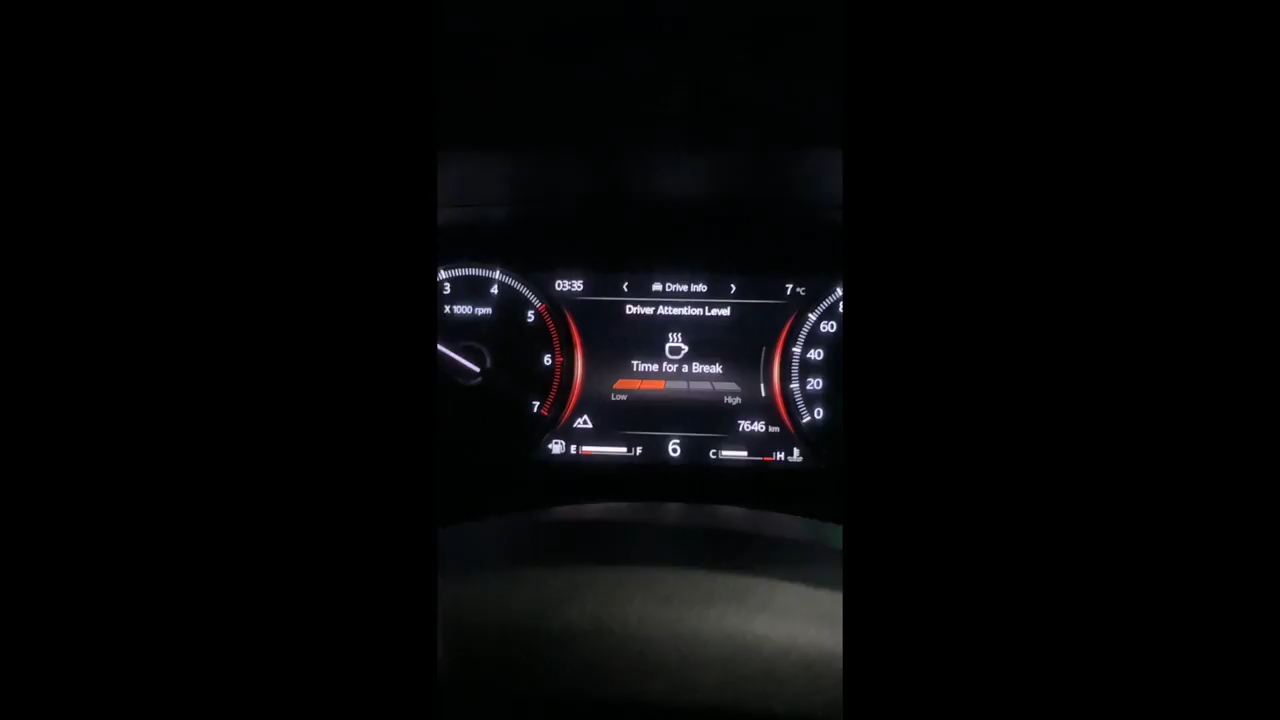 3
4
5
6
7
X 1000 rpm
03:35
Drive Info
7 °C
Driver Attention Level
Time for a Break
Low
High
7646 km
E
F
6
C
H
60
40
20
0